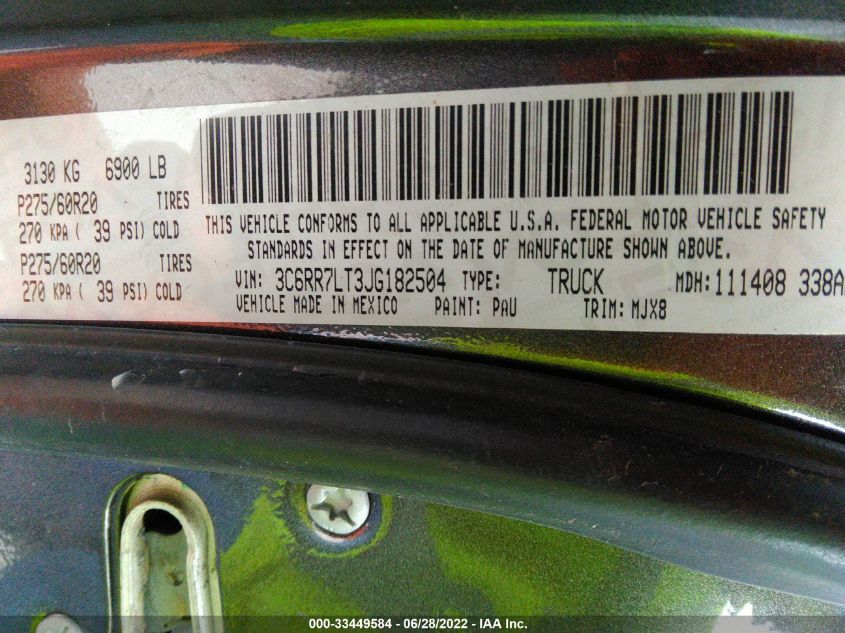 3130 KG 6900 LB
P275/60R20 TIRES
270 KPA ( 39 PSI) COLD
P275/60R20 TIRES
270 KPA ( 39 PSI) COLD
THIS VEHICLE CONFORMS TO ALL APPLICABLE U.S.A. FEDERAL MOTOR VEHICLE SAFETY
STANDARDS IN EFFECT ON THE DATE OF MANUFACTURE SHOWN ABOVE.
VIN: 3C6RR7LT3JG182504 TYPE: TRUCK MDH:111408 338A
VEHICLE MADE IN MEXICO PAINT: PAU TRIM: MJX8
000-33449584 - 06/28/2022 - IAA Inc.